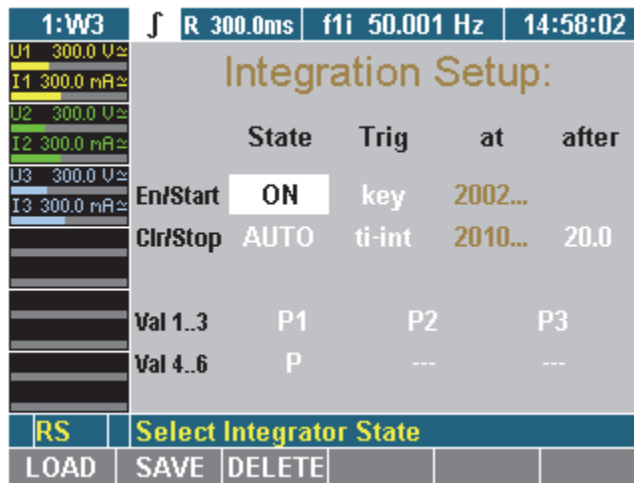 1:W3 ∫ R 300.0ms f1i 50.001 Hz 14:58:02
U1 300.0 V≃
I1 300.0 mA≃
U2 300.0 V≃
I2 300.0 mA≃
U3 300.0 V≃
I3 300.0 mA≃
Integration Setup:
State Trig at after
En/Start ON key 2002...
Clr/Stop AUTO ti-int 2010... 20.0
Val 1..3 P1 P2 P3
Val 4..6 P --- ---
RS Select Integrator State
LOAD SAVE DELETE